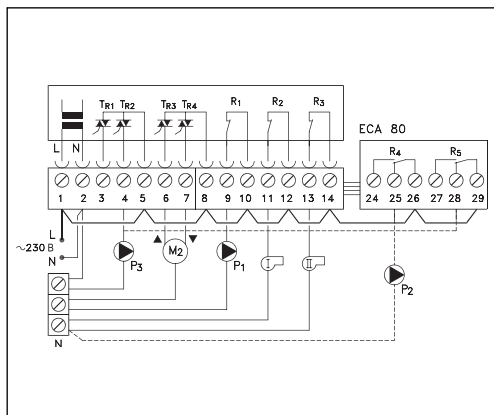 TR1 TR2 TR3 TR4 R1 R2 R3
L N
ECA 80
R4 R5
1 2 3 4 5 6 7 8 9 10 11 12 13 14
24 25 26 27 28 29
L
~230 В
N
P3 M2 P1 I II P2
N